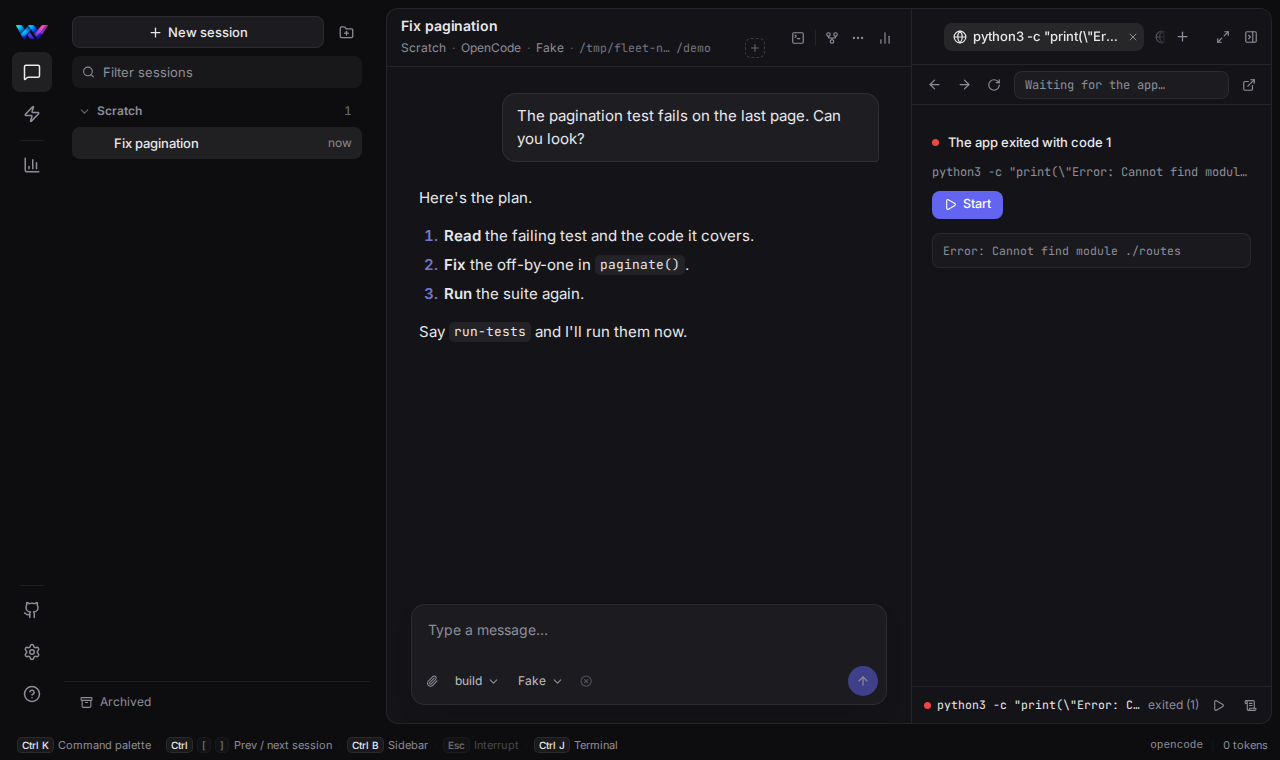 New session
Filter sessions
Scratch 1
Fix pagination now
Archived
Fix pagination
Scratch · OpenCode · Fake · /tmp/fleet-n… /demo
The pagination test fails on the last page. Can
you look?
Here's the plan.
1. Read the failing test and the code it covers.
2. Fix the off-by-one in paginate().
3. Run the suite again.
Say run-tests and I'll run them now.
Type a message...
build Fake
python3 -c "print(\"Er...
Waiting for the app…
The app exited with code 1
python3 -c "print(\"Error: Cannot find modul…
Start
Error: Cannot find module ./routes
python3 -c "print(\"Error: C… exited (1)
Ctrl K Command palette Ctrl [ ] Prev / next session Ctrl B Sidebar Esc Interrupt Ctrl J Terminal
opencode 0 tokens